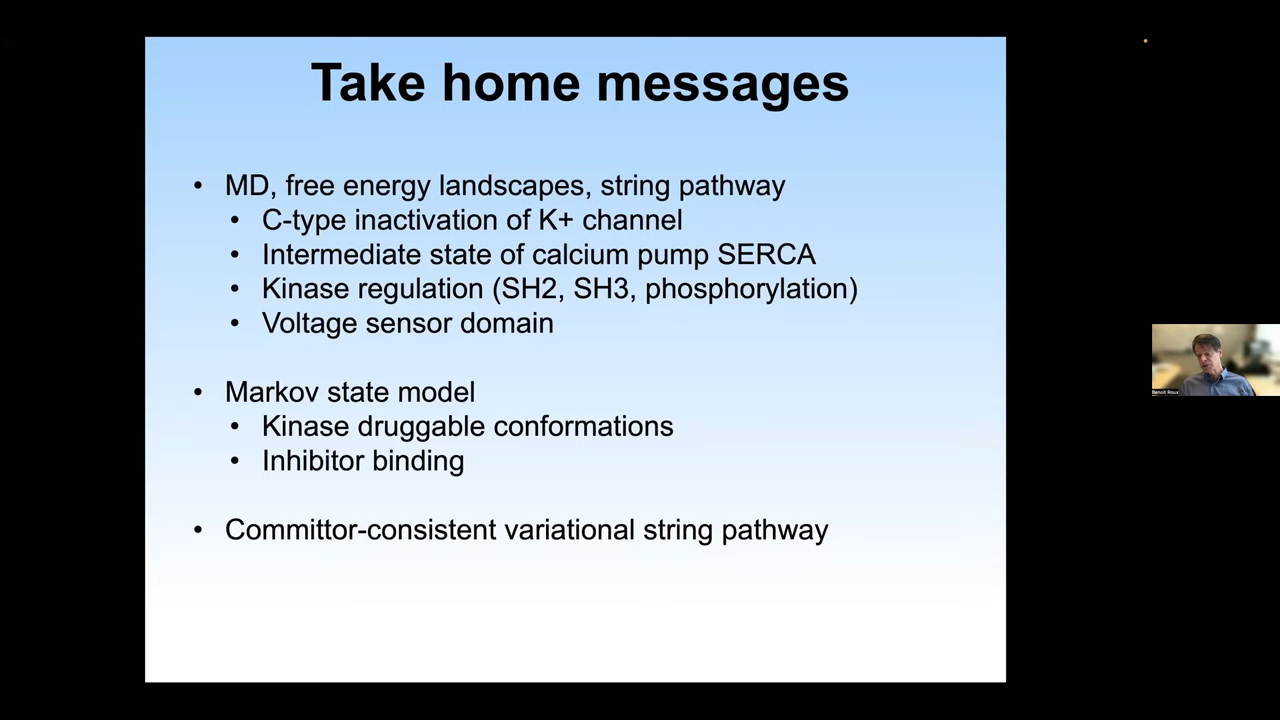 Take home messages
• MD, free energy landscapes, string pathway
• C-type inactivation of K+ channel
• Intermediate state of calcium pump SERCA
• Kinase regulation (SH2, SH3, phosphorylation)
• Voltage sensor domain
• Markov state model
• Kinase druggable conformations
• Inhibitor binding
• Committor-consistent variational string pathway
Benoit Roux